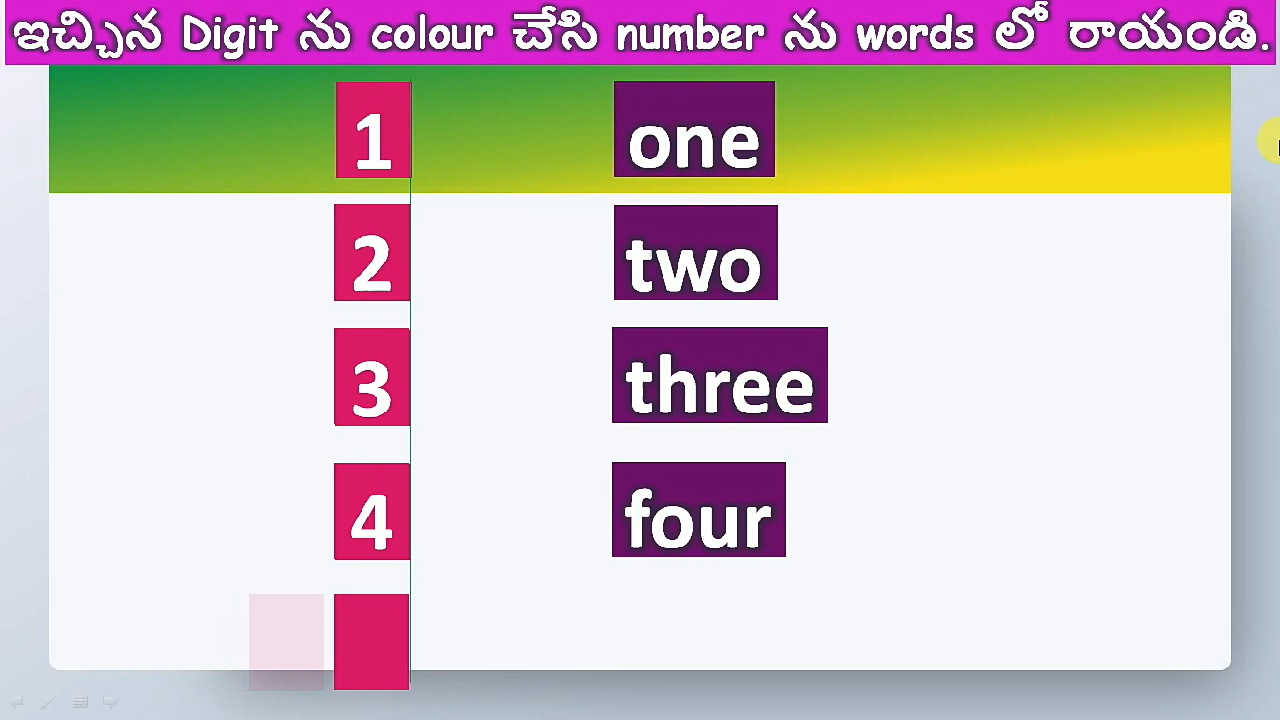 ఇచ్చిన Digit ను colour చేసి number ను words లో రాయండి.
1 one
2 two
3 three
4 four